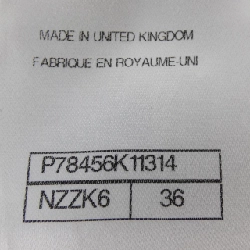 MADE IN UNITED KINGDOM
FABRIQUE EN ROYAUME-UNI
P78456K11314
NZZK6 36